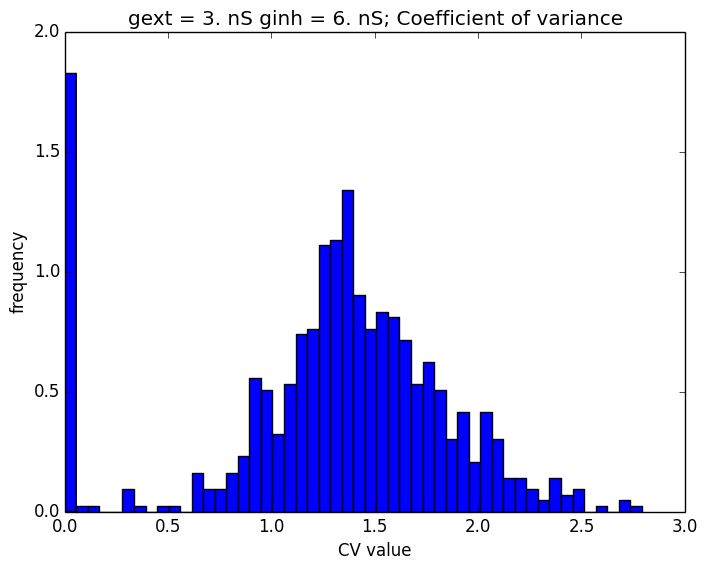 gext = 3. nS ginh = 6. nS; Coefficient of variance
2.0
1.5
1.0
0.5
0.0
frequency
0.0 0.5 1.0 1.5 2.0 2.5 3.0
CV value